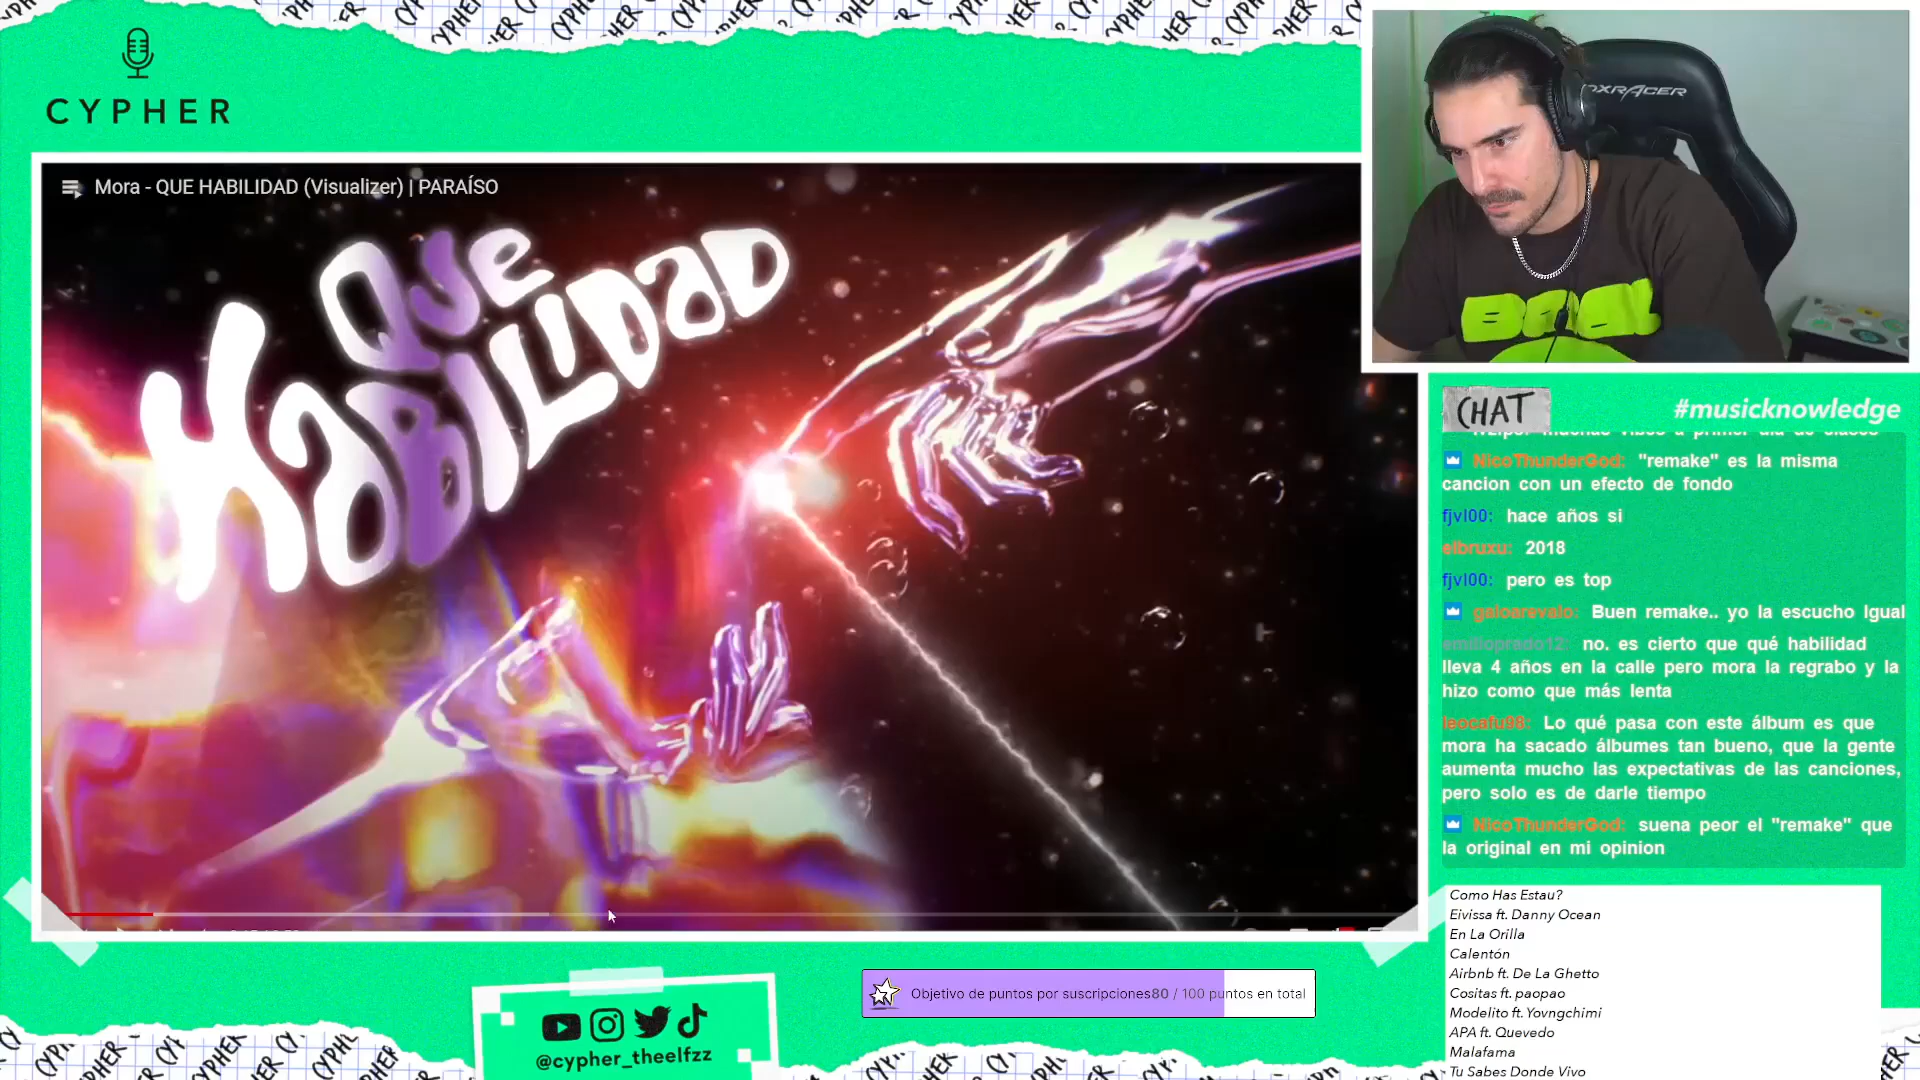 CYPHER
Mora - QUE HABILIDAD (Visualizer) | PARAÍSO
QUE
HABILIDAD
DXRACER
CHAT
#musicknowledge
NicoThunderGod: "remake" es la misma
cancion con un efecto de fondo
fjvl00: hace años si
elbruxu: 2018
fjvl00: pero es top
galoarevalo: Buen remake.. yo la escucho Igual
emilioprado12: no. es cierto que qué habilidad
lleva 4 años en la calle pero mora la regrabo y la
hizo como que más lenta
leocafu98: Lo qué pasa con este álbum es que
mora ha sacado álbumes tan bueno, que la gente
aumenta mucho las expectativas de las canciones,
pero solo es de darle tiempo
NicoThunderGod: suena peor el "remake" que
la original en mi opinion
Como Has Estau?
Eivissa ft. Danny Ocean
En La Orilla
Calentón
Airbnb ft. De La Ghetto
Cositas ft. paopao
Modelito ft. Yovngchimi
APA ft. Quevedo
Malafama
Tu Sabes Donde Vivo
Objetivo de puntos por suscripciones 80 / 100 puntos en total
@cypher_theelfzz